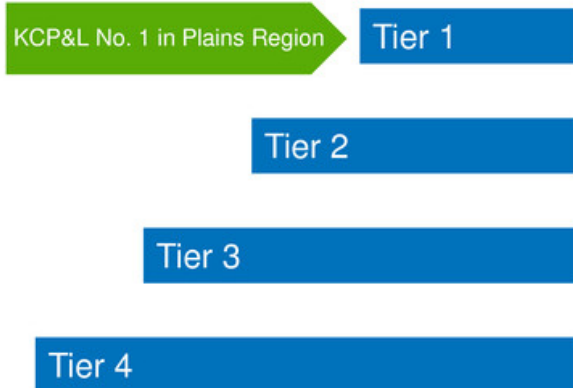 KCP&L No. 1 in Plains Region
Tier 1
Tier 2
Tier 3
Tier 4